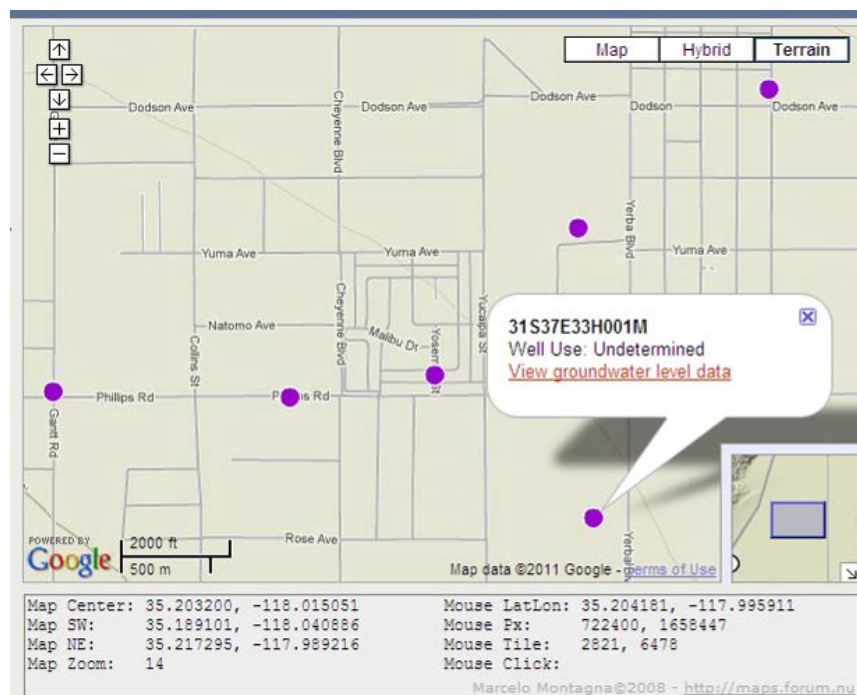 Map Hybrid Terrain
Dodson Ave
Dodson Ave
Dodson Ave
Dodson
Dodson Ave
Cheyenne Blvd
Yerba Blvd
Yuma Ave
Yuma Ave
Yuma Ave
Natomo Ave
Malibu Dr
Cheyenne Blvd
Collins St
Yucaipa St
31S37E33H001M
Well Use: Undetermined
View groundwater level data
Phillips Rd
Gantt Rd
Rose Ave
POWERED BY
Google
2000 ft
500 m
Map data ©2011 Google - Terms of Use
Map Center: 35.203200, -118.015051
Map SW: 35.189101, -118.040886
Map NE: 35.217295, -117.989216
Map Zoom: 14
Mouse LatLon: 35.204181, -117.995911
Mouse Px: 722400, 1658447
Mouse Tile: 2821, 6478
Mouse Click:
Marcelo Montagna©2008 - http://maps.forum.nu